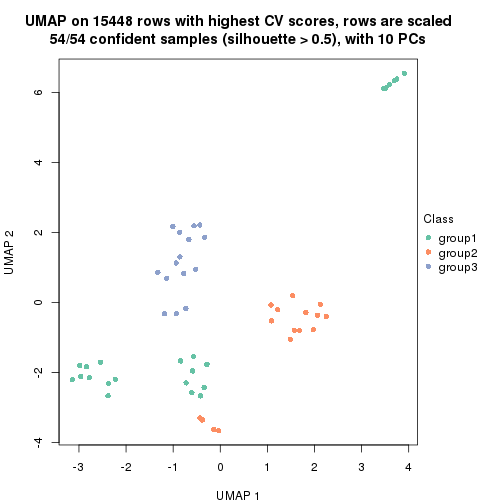 UMAP on 15448 rows with highest CV scores, rows are scaled
54/54 confident samples (silhouette > 0.5), with 10 PCs
UMAP 2
6
4
2
0
-2
-4
-3
-2
-1
0
1
2
3
4
UMAP 1
Class
group1
group2
group3